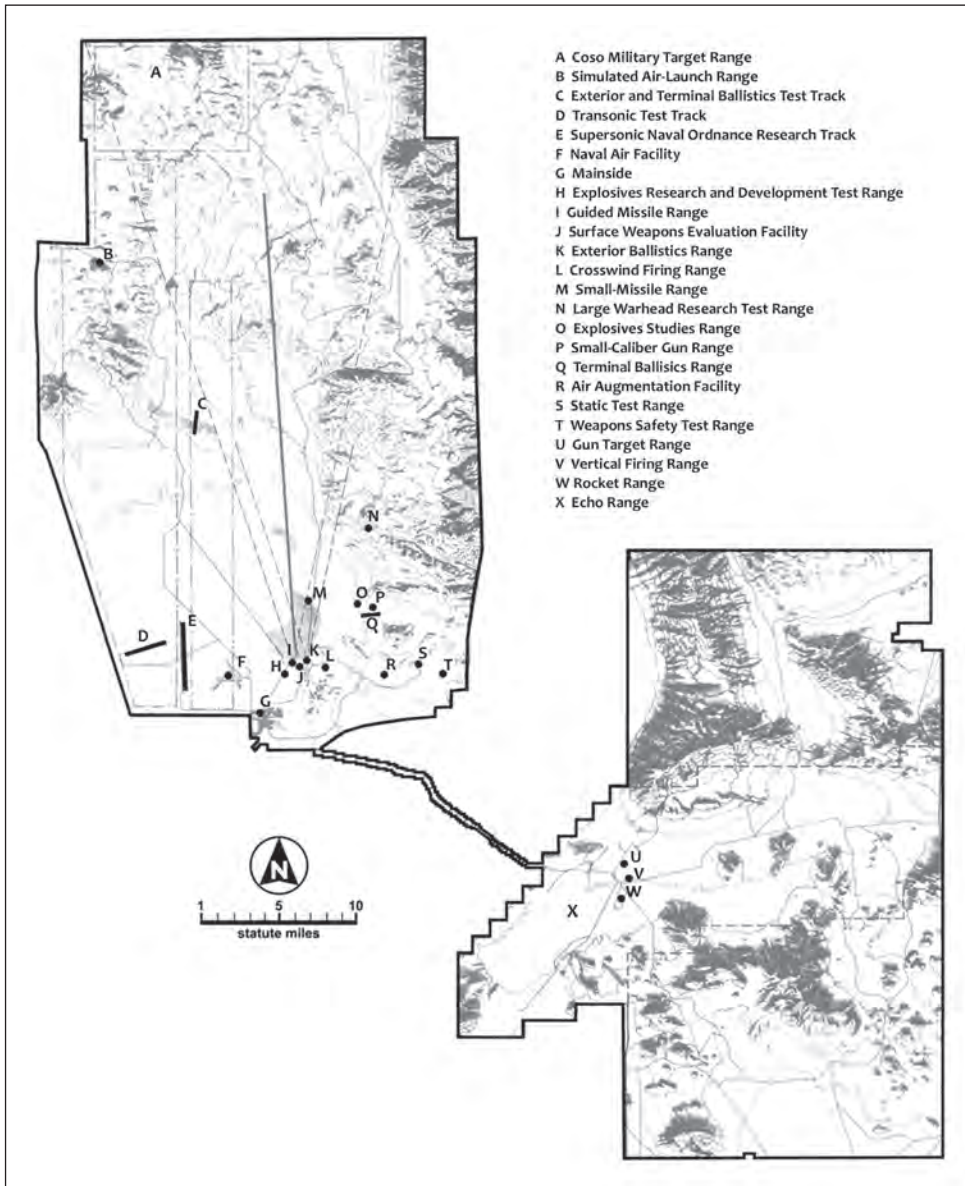 A Coso Military Target Range
B Simulated Air-Launch Range
C Exterior and Terminal Ballistics Test Track
D Transonic Test Track
E Supersonic Naval Ordnance Research Track
F Naval Air Facility
G Mainside
H Explosives Research and Development Test Range
I Guided Missile Range
J Surface Weapons Evaluation Facility
K Exterior Ballistics Range
L Crosswind Firing Range
M Small-Missile Range
N Large Warhead Research Test Range
O Explosives Studies Range
P Small-Caliber Gun Range
Q Terminal Ballisics Range
R Air Augmentation Facility
S Static Test Range
T Weapons Safety Test Range
U Gun Target Range
V Vertical Firing Range
W Rocket Range
X Echo Range
A
B
C
N
M
O
P
Q
E
D
I
K
L
S
F
H
J
R
T
G
U
V
W
X
N
1 5 10
statute miles